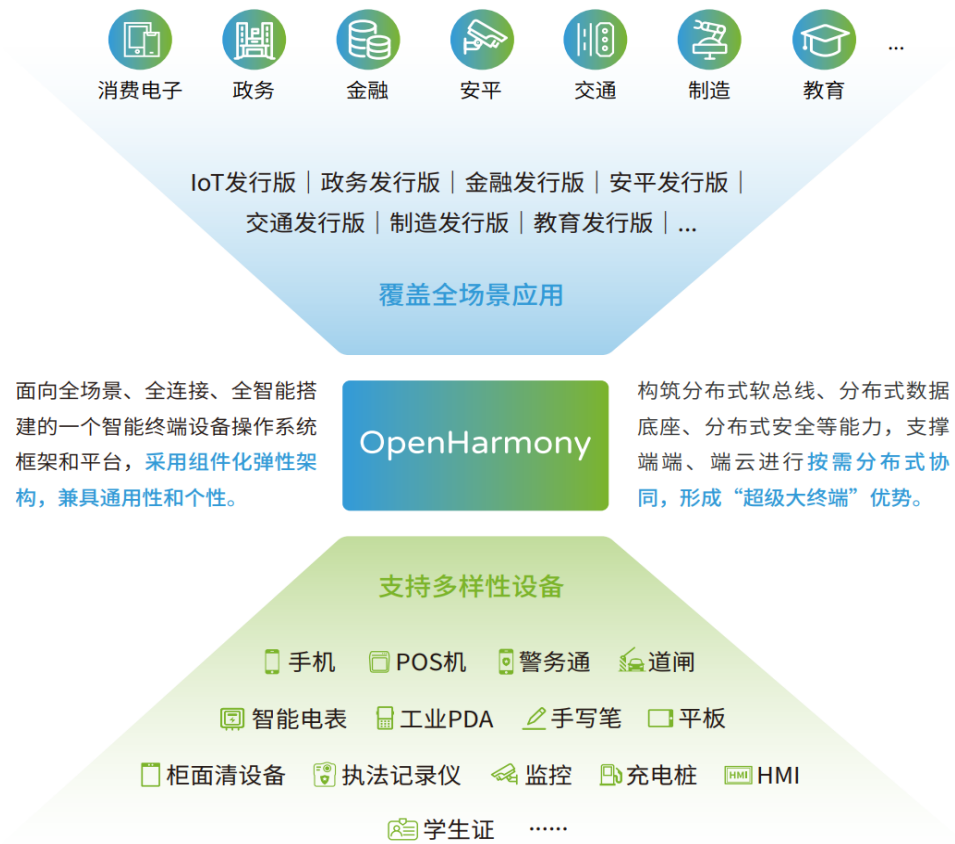 消费电子 政务 金融 安平 交通 制造 教育 ...
IoT发行版｜政务发行版｜金融发行版｜安平发行版｜
交通发行版｜制造发行版｜教育发行版｜...
覆盖全场景应用
面向全场景、全连接、全智能搭
建的一个智能终端设备操作系统
框架和平台，采用组件化弹性架
构，兼具通用性和个性。
OpenHarmony
构筑分布式软总线、分布式数据
底座、分布式安全等能力，支撑
端端、端云进行按需分布式协
同，形成“超级大终端”优势。
支持多样性设备
手机 POS机 警务通 道闸
智能电表 工业PDA 手写笔 平板
柜面清设备 执法记录仪 监控 充电桩 HMI HMI
学生证 ……